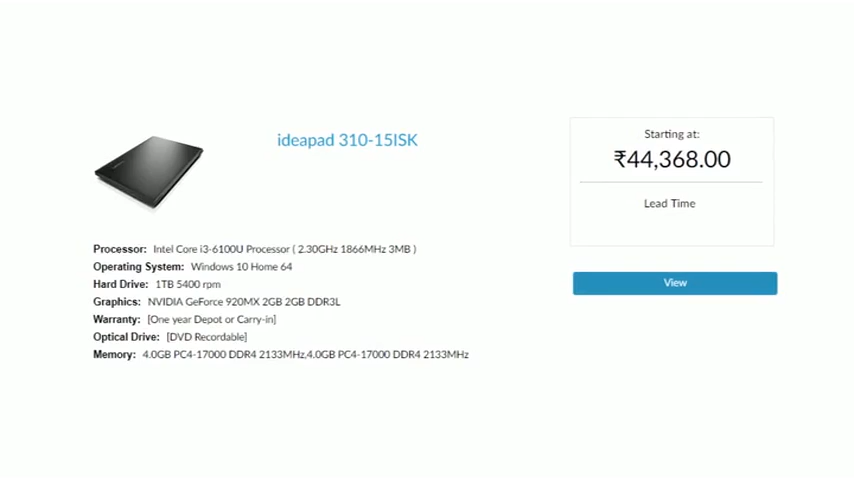 ideapad 310-15ISK
Starting at:
₹44,368.00
Lead Time
View
Processor: Intel Core i3-6100U Processor ( 2.30GHz 1866MHz 3MB )
Operating System: Windows 10 Home 64
Hard Drive: 1TB 5400 rpm
Graphics: NVIDIA GeForce 920MX 2GB 2GB DDR3L
Warranty: [One year Depot or Carry-in]
Optical Drive: [DVD Recordable]
Memory: 4.0GB PC4-17000 DDR4 2133MHz,4.0GB PC4-17000 DDR4 2133MHz